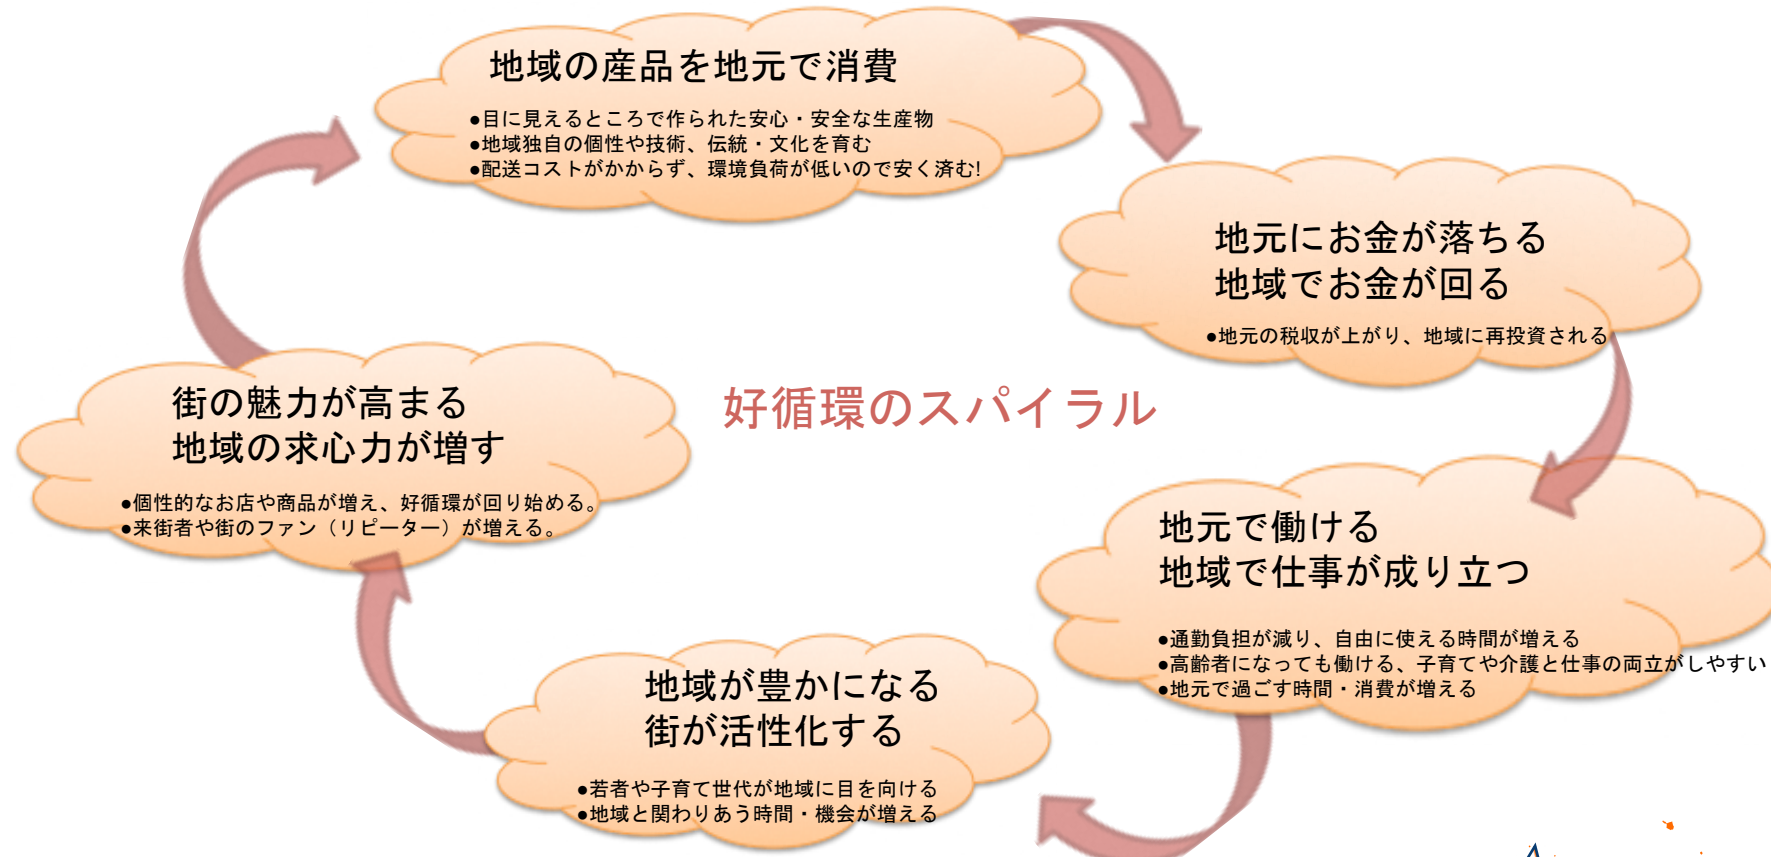 地域の産品を地元で消費
●目に見えるところで作られた安心・安全な生産物
●地域独自の個性や技術、伝統・文化を育む
●配送コストがかからず、環境負荷が低いので安く済む!
地元にお金が落ちる
地域でお金が回る
●地元の税収が上がり、地域に再投資される
好循環のスパイラル
街の魅力が高まる
地域の求心力が増す
●個性的なお店や商品が増え、好循環が回り始める。
●来街者や街のファン（リピーター）が増える。
地元で働ける
地域で仕事が成り立つ
●通勤負担が減り、自由に使える時間が増える
●高齢者になっても働ける、子育てや介護と仕事の両立がしやすい
●地元で過ごす時間・消費が増える
地域が豊かになる
街が活性化する
●若者や子育て世代が地域に目を向ける
●地域と関わりあう時間・機会が増える